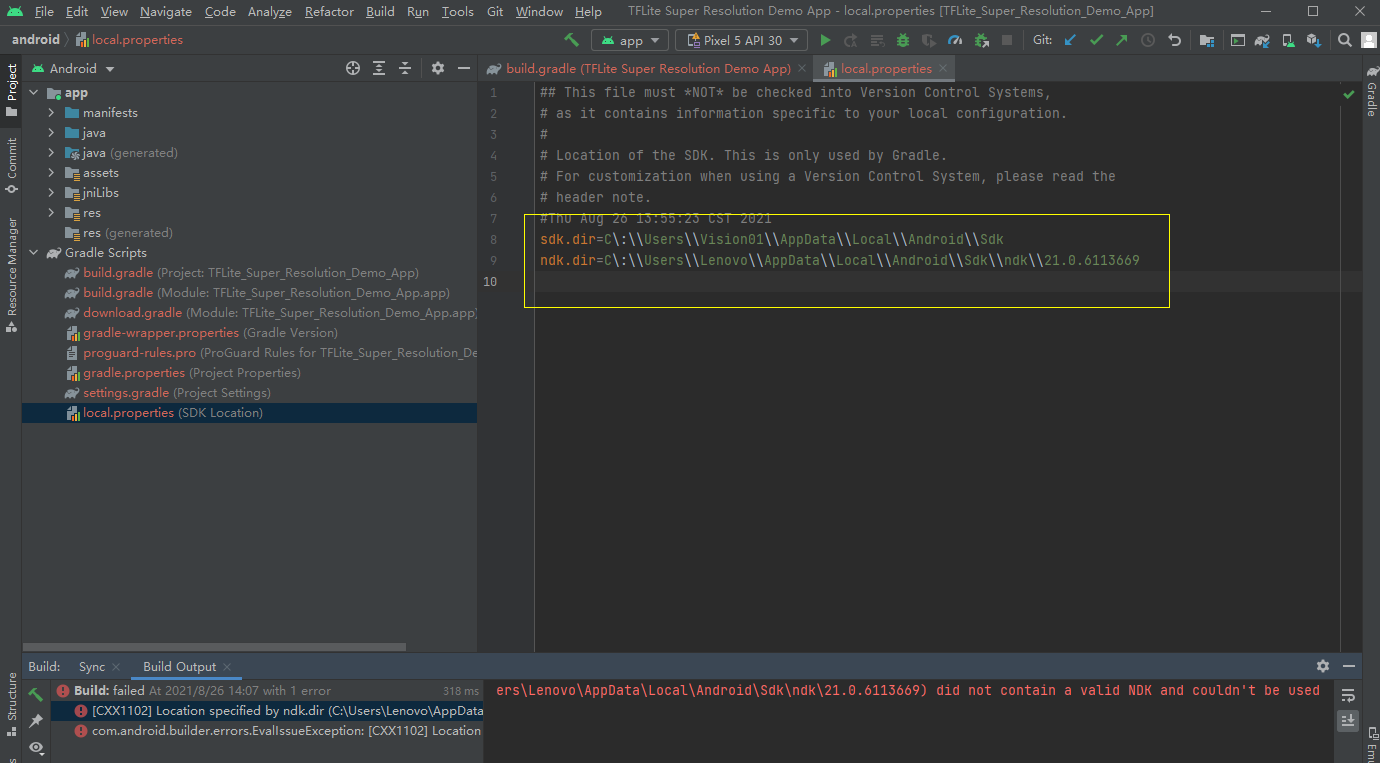 File Edit View Navigate Code Analyze Refactor Build Run Tools Git Window Help TFLite Super Resolution Demo App - local.properties [TFLite_Super_Resolution_Demo_App]
android local.properties app Pixel 5 API 30 Git:
Project
Commit
Resource Manager
Structure
Android
app
manifests
java
java (generated)
assets
jniLibs
res
res (generated)
Gradle Scripts
build.gradle (Project: TFLite_Super_Resolution_Demo_App)
build.gradle (Module: TFLite_Super_Resolution_Demo_App.app)
download.gradle (Module: TFLite_Super_Resolution_Demo_App.app)
gradle-wrapper.properties (Gradle Version)
proguard-rules.pro (ProGuard Rules for TFLite_Super_Resolution_De
gradle.properties (Project Properties)
settings.gradle (Project Settings)
local.properties (SDK Location)
build.gradle (TFLite Super Resolution Demo App) local.properties
1 ## This file must *NOT* be checked into Version Control Systems,
2 # as it contains information specific to your local configuration.
3 #
4 # Location of the SDK. This is only used by Gradle.
5 # For customization when using a Version Control System, please read the
6 # header note.
7 #Thu Aug 26 13:55:23 CST 2021
8 sdk.dir=C\:\\Users\\Vision01\\AppData\\Local\\Android\\Sdk
9 ndk.dir=C\:\\Users\\Lenovo\\AppData\\Local\\Android\\Sdk\\ndk\\21.0.6113669
10
Gradle
Emu
Build: Sync Build Output
Build: failed At 2021/8/26 14:07 with 1 error 318 ms
[CXX1102] Location specified by ndk.dir (C:\Users\Lenovo\AppData
com.android.builder.errors.EvalIssueException: [CXX1102] Location
ers\Lenovo\AppData\Local\Android\Sdk\ndk\21.0.6113669) did not contain a valid NDK and couldn't be used